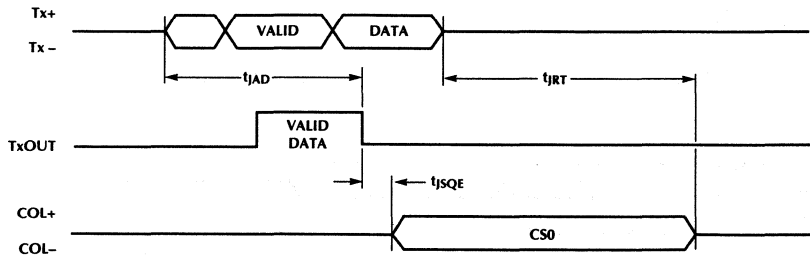 Tx+
Tx –
VALID
DATA
tJAD
tJRT
TxOUT
VALID
DATA
tJSQE
COL+
COL–
CS0